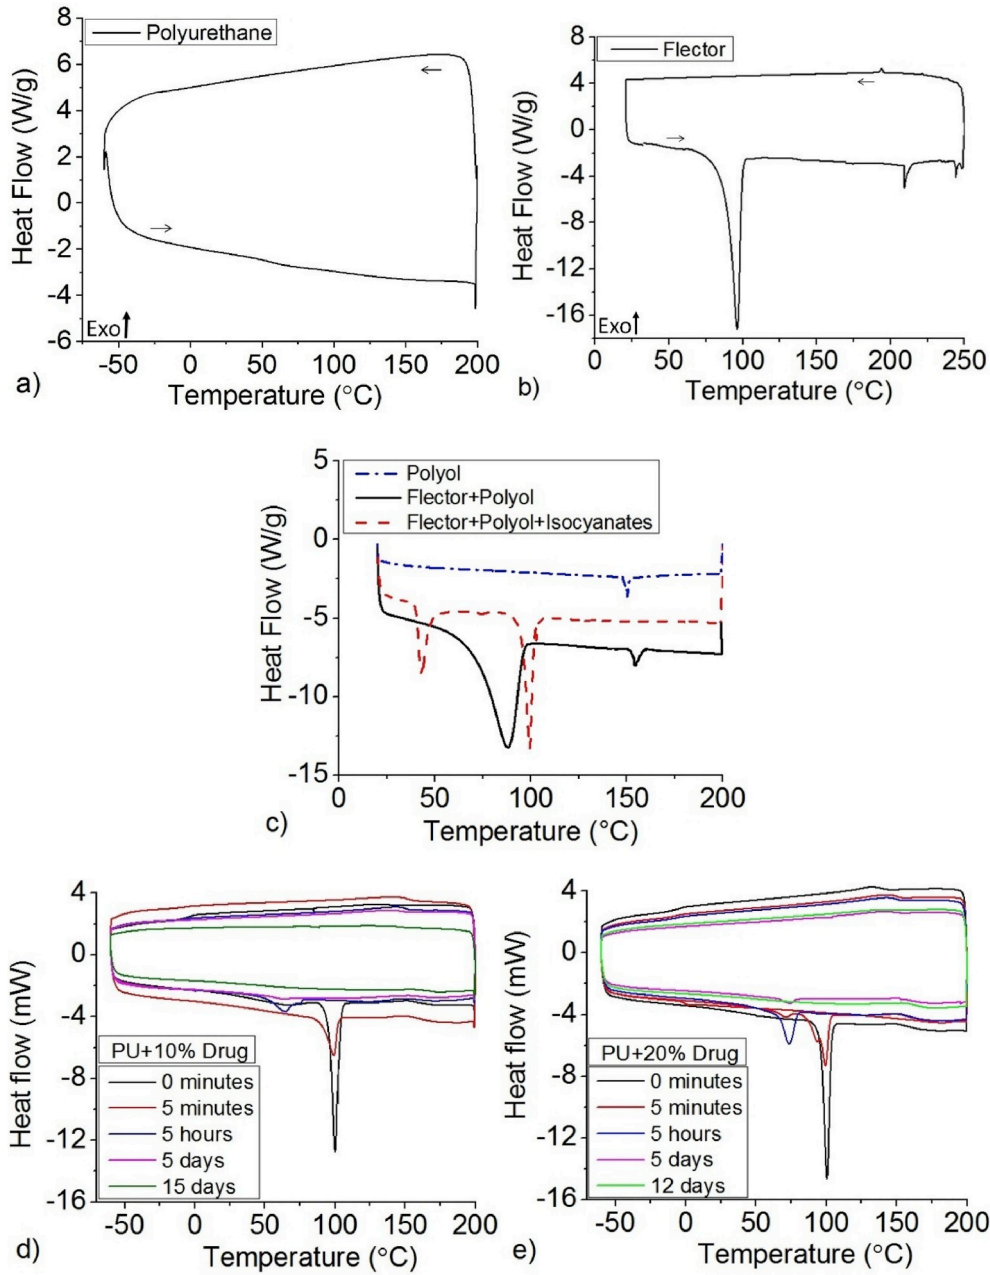 8
6
4
2
0
-2
-4
-6
Heat Flow (W/g)
Polyurethane
Exo
-50 0 50 100 150 200
a)
Temperature (°C)
8
4
0
-4
-8
-12
-16
Heat Flow (W/g)
Flector
Exo
0 50 100 150 200 250
b)
Temperature (°C)
5
0
-5
-10
-15
Heat Flow (W/g)
Polyol
Flector+Polyol
Flector+Polyol+Isocyanates
0 50 100 150 200
c)
Temperature (°C)
4
0
-4
-8
-12
-16
Heat flow (mW)
PU+10% Drug
0 minutes
5 minutes
5 hours
5 days
15 days
-50 0 50 100 150 200
d)
Temperature (°C)
4
0
-4
-8
-12
-16
Heat flow (mW)
PU+20% Drug
0 minutes
5 minutes
5 hours
5 days
12 days
-50 0 50 100 150 200
e)
Temperature (°C)